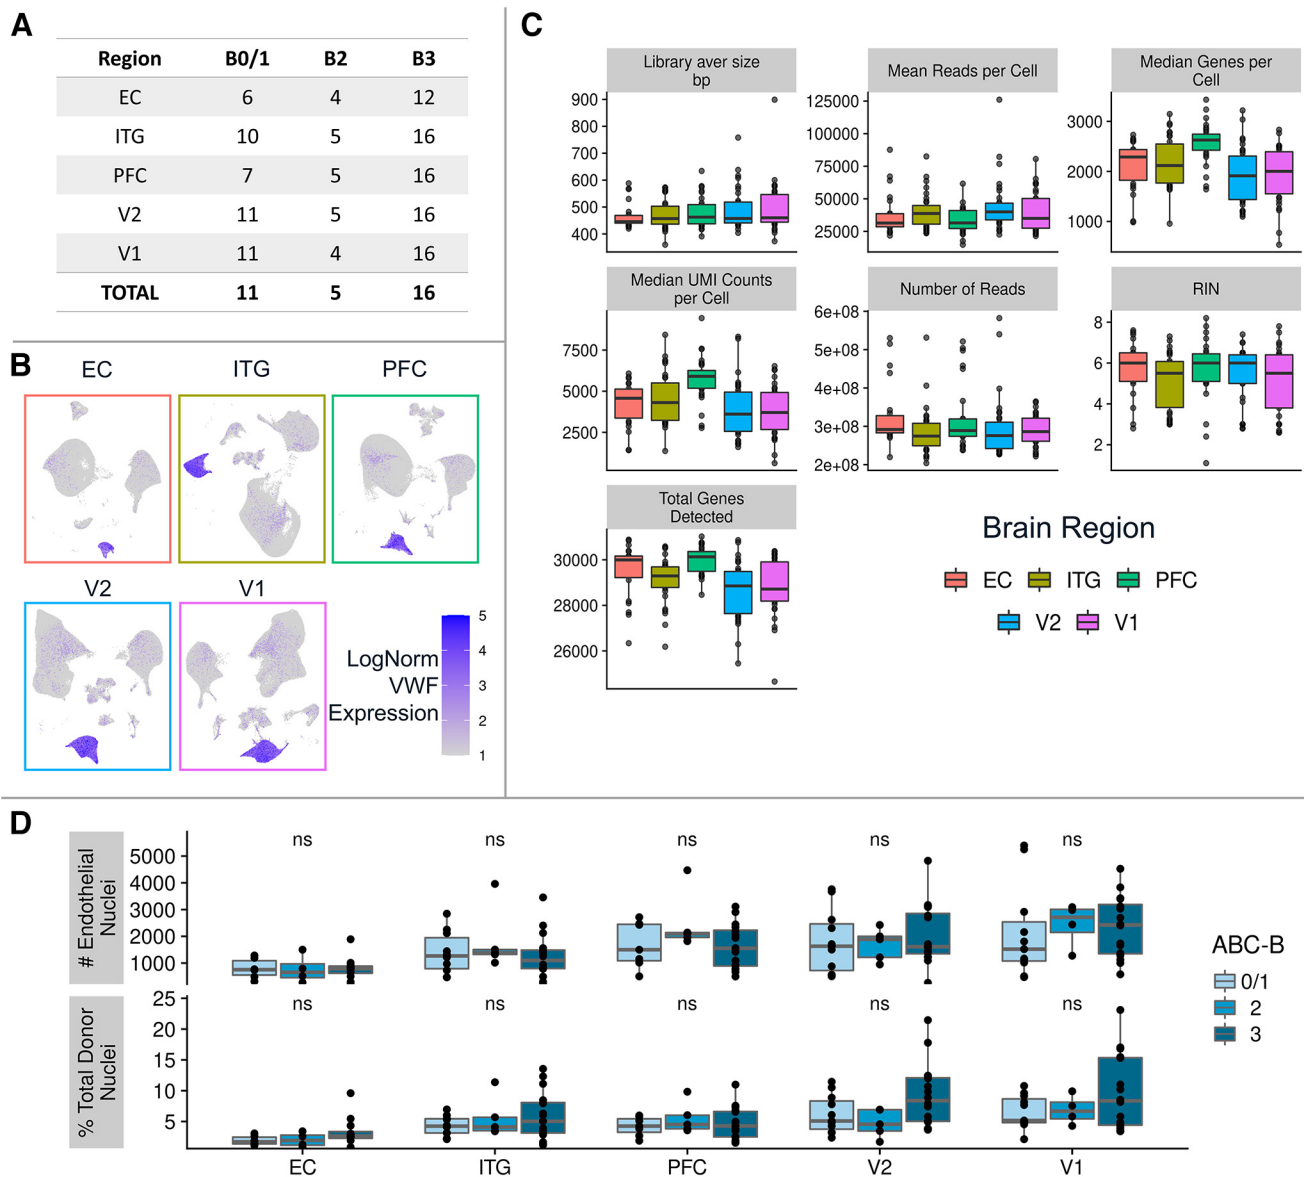 A
Region B0/1 B2 B3
EC 6 4 12
ITG 10 5 16
PFC 7 5 16
V2 11 5 16
V1 11 4 16
TOTAL 11 5 16
B
EC ITG PFC
V2 V1
LogNorm
VWF
Expression
5
4
3
2
1
C
Library aver size
bp
900
800
700
600
500
400
Mean Reads per Cell
125000
100000
75000
50000
25000
Median Genes per
Cell
3000
2000
1000
Median UMI Counts
per Cell
7500
5000
2500
Number of Reads
6e+08
5e+08
4e+08
3e+08
2e+08
RIN
8
6
4
2
Total Genes
Detected
30000
28000
26000
Brain Region
EC ITG PFC
V2 V1
D
# Endothelial
Nuclei
5000
4000
3000
2000
1000
ns ns ns ns ns
% Total Donor
Nuclei
25
20
15
10
5
ns ns ns ns ns
EC ITG PFC V2 V1
ABC-B
0/1
2
3